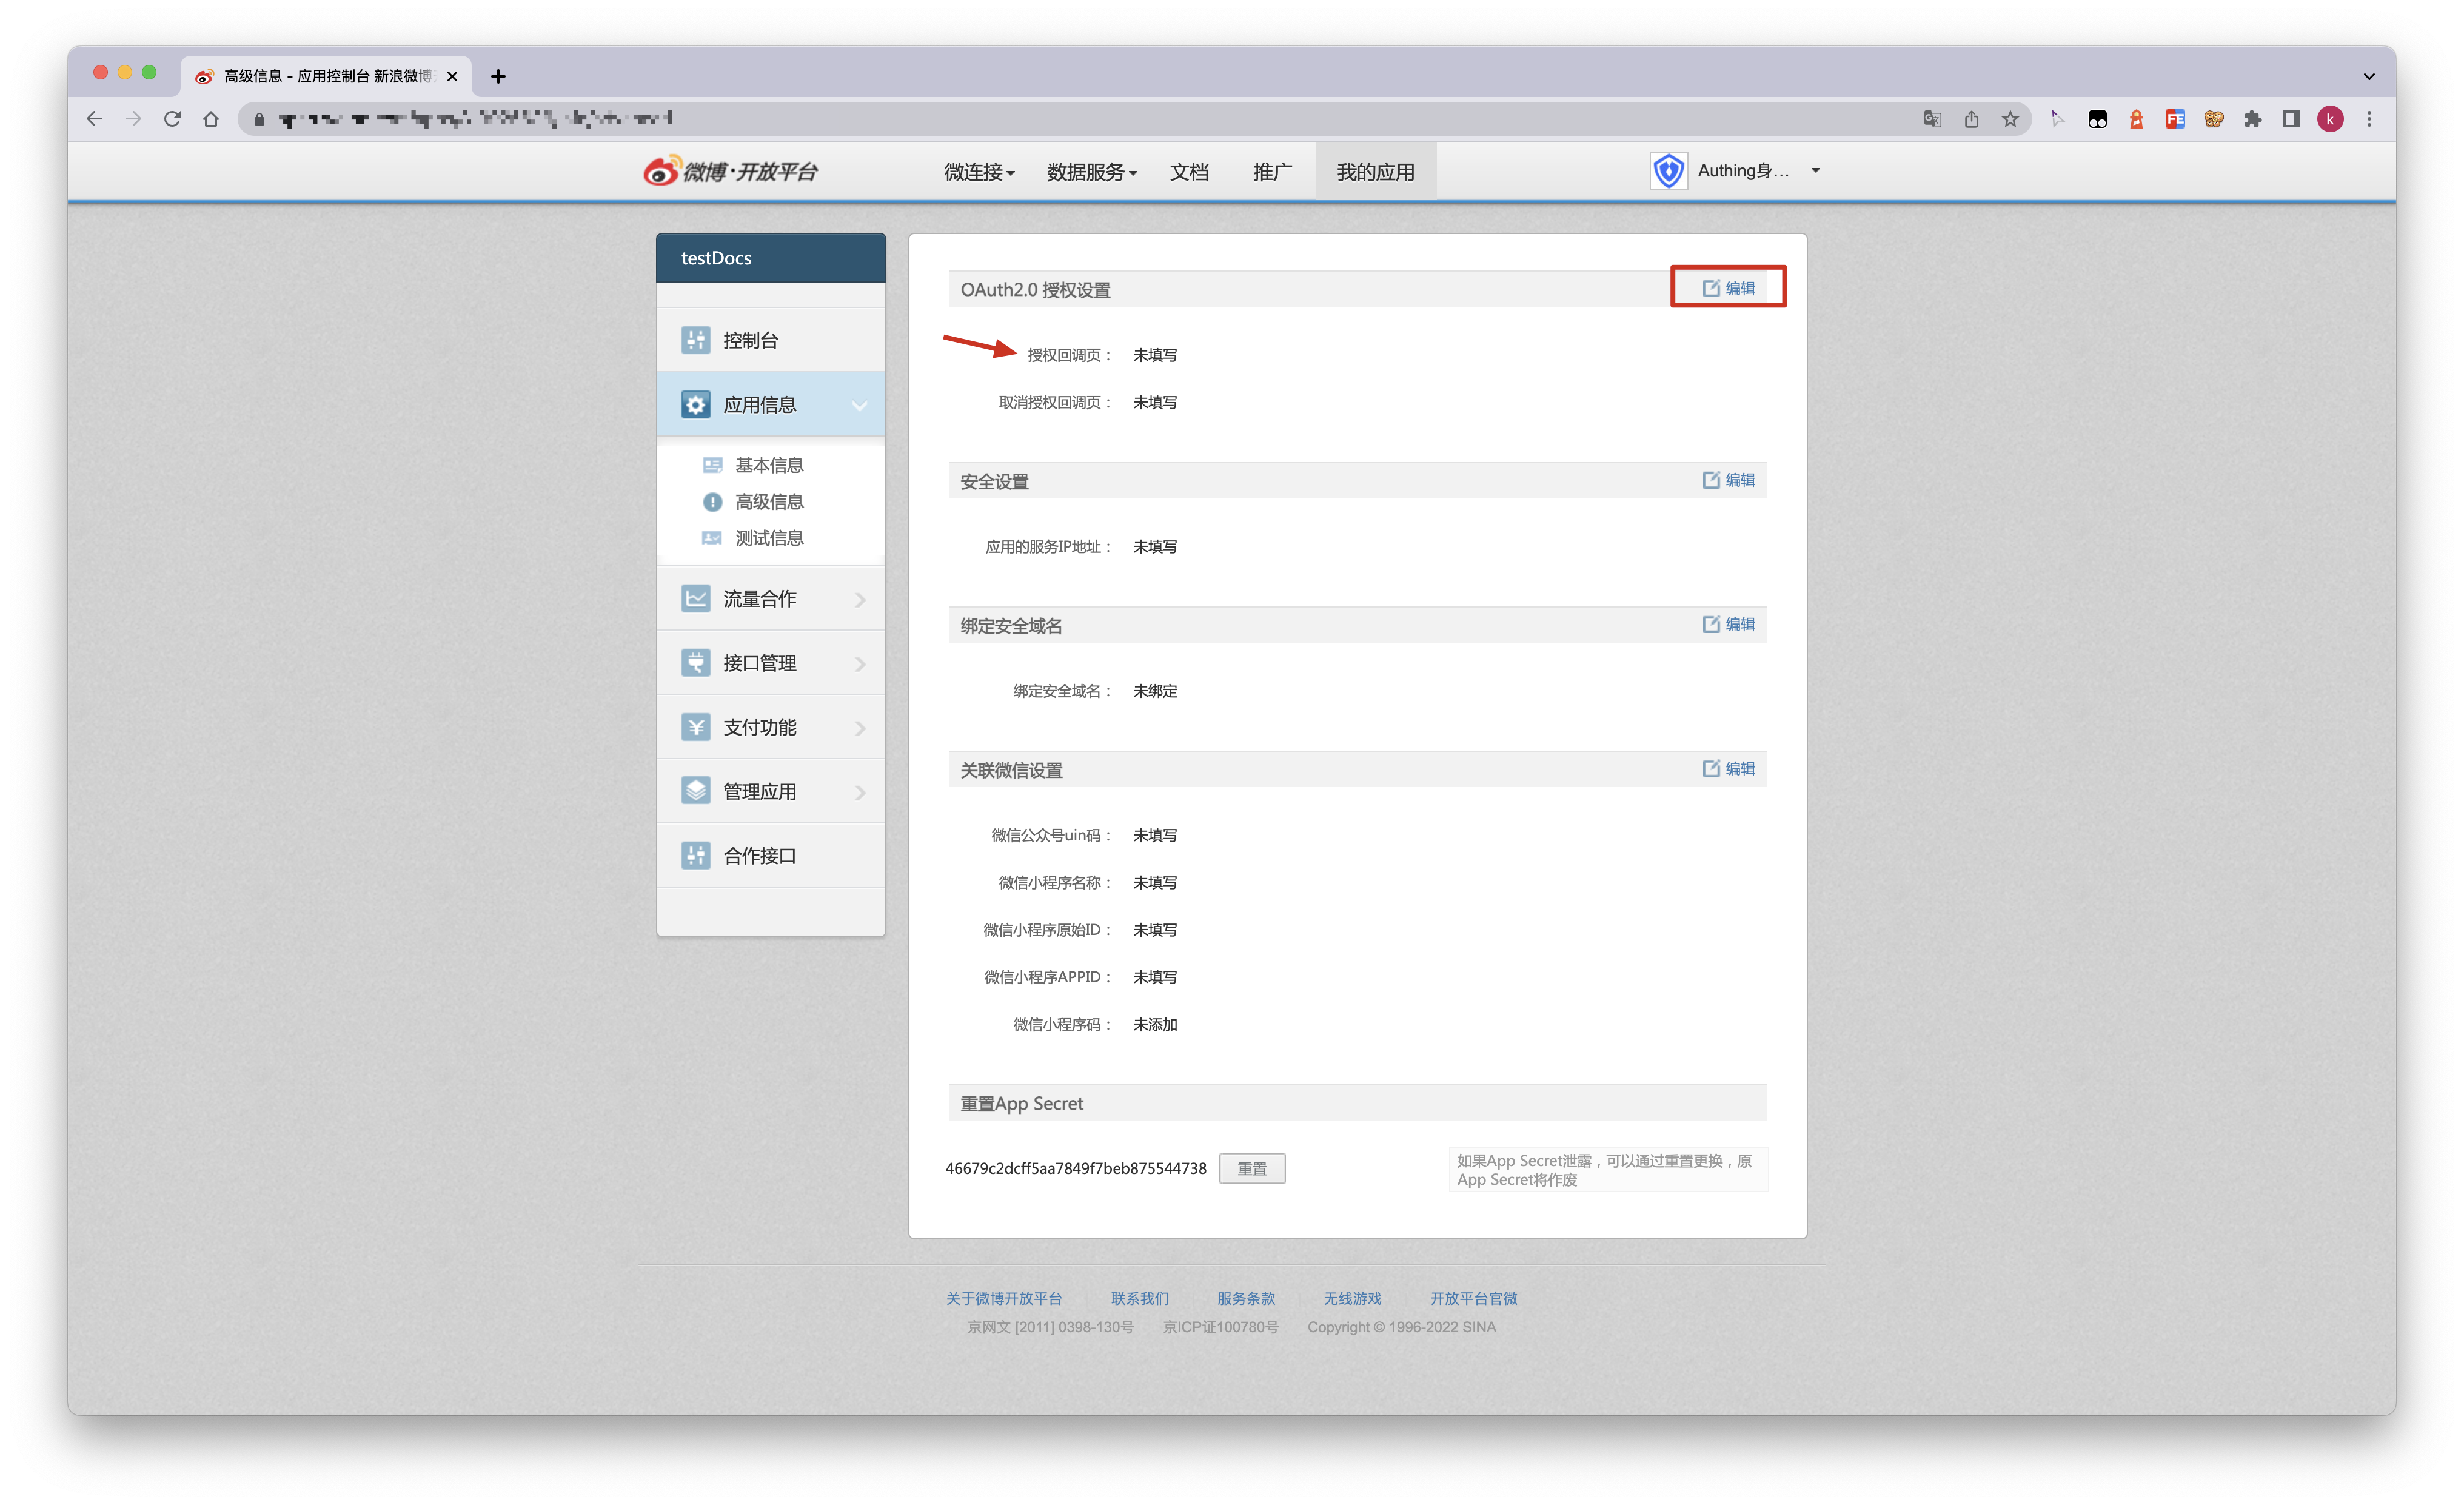 高级信息 - 应用控制台 新浪微博
k
微博·开放平台
微连接
数据服务
文档
推广
我的应用
Authing身...
testDocs
控制台
应用信息
基本信息
高级信息
测试信息
流量合作
接口管理
支付功能
管理应用
合作接口
OAuth2.0 授权设置
编辑
授权回调页： 未填写
取消授权回调页： 未填写
安全设置
编辑
应用的服务IP地址： 未填写
绑定安全域名
编辑
绑定安全域名： 未绑定
关联微信设置
编辑
微信公众号uin码： 未填写
微信小程序名称： 未填写
微信小程序原始ID： 未填写
微信小程序APPID： 未填写
微信小程序码： 未添加
重置App Secret
46679c2dcff5aa7849f7beb875544738
重置
如果App Secret泄露，可以通过重置更换，原
App Secret将作废
关于微博开放平台 联系我们 服务条款 无线游戏 开放平台官微
京网文 [2011] 0398-130号 京ICP证100780号 Copyright © 1996-2022 SINA